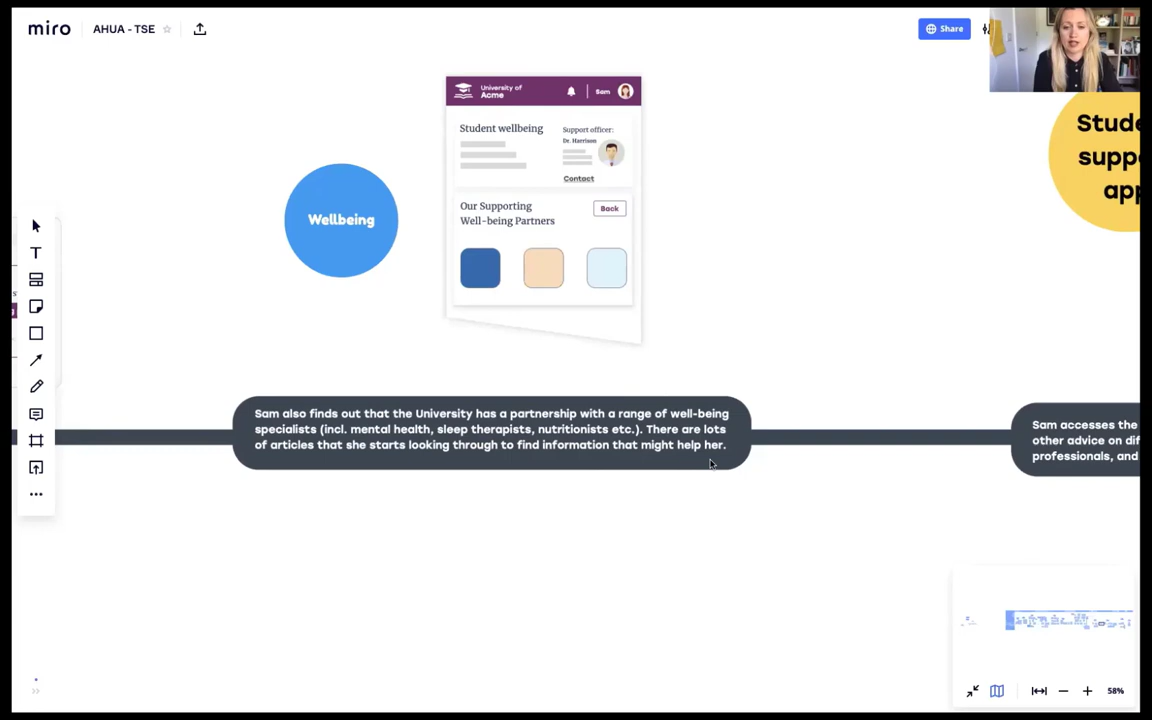 miro
AHUA - TSE
Share
University of
Acme
Sam
Student wellbeing
Support officer:
Dr. Harrison
Contact
Our Supporting
Well-being Partners
Back
Wellbeing
Sam also finds out that the University has a partnership with a range of well-being
specialists (incl. mental health, sleep therapists, nutritionists etc.). There are lots
of articles that she starts looking through to find information that might help her.
Sam accesses the
other advice on dif
professionals, and
Stude
suppo
app
T
58%